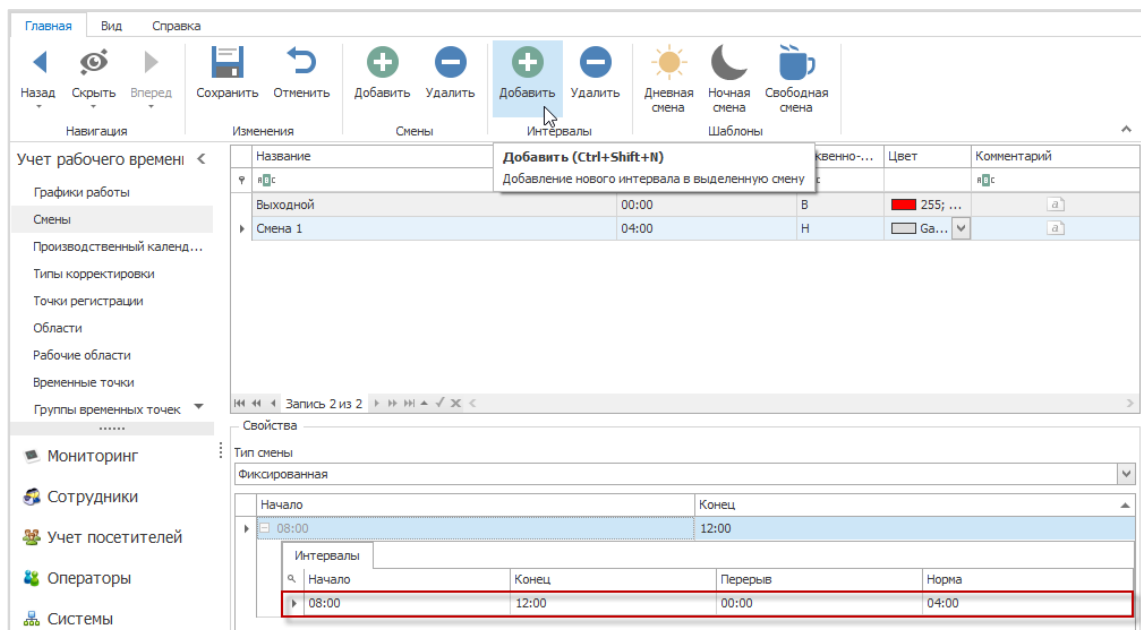 Главная Вид Справка
Назад Скрыть Вперед Сохранить Отменить Добавить Удалить Добавить Удалить Дневная смена Ночная смена Свободная смена
Навигация Изменения Смены Интервалы Шаблоны
Учет рабочего времени
Графики работы
Смены
Производственный календ...
Типы корректировки
Точки регистрации
Области
Рабочие области
Временные точки
Группы временных точек
Мониторинг
Сотрудники
Учет посетителей
Операторы
Системы
Название квенно-... Цвет Комментарий
Добавить (Ctrl+Shift+N)
Добавление нового интервала в выделенную смену
Выходной 00:00 В 255; ...
Смена 1 04:00 Н Ga...
Запись 2 из 2
Свойства
Тип смены
Фиксированная
Начало Конец
08:00 12:00
Интервалы
Начало Конец Перерыв Норма
08:00 12:00 00:00 04:00